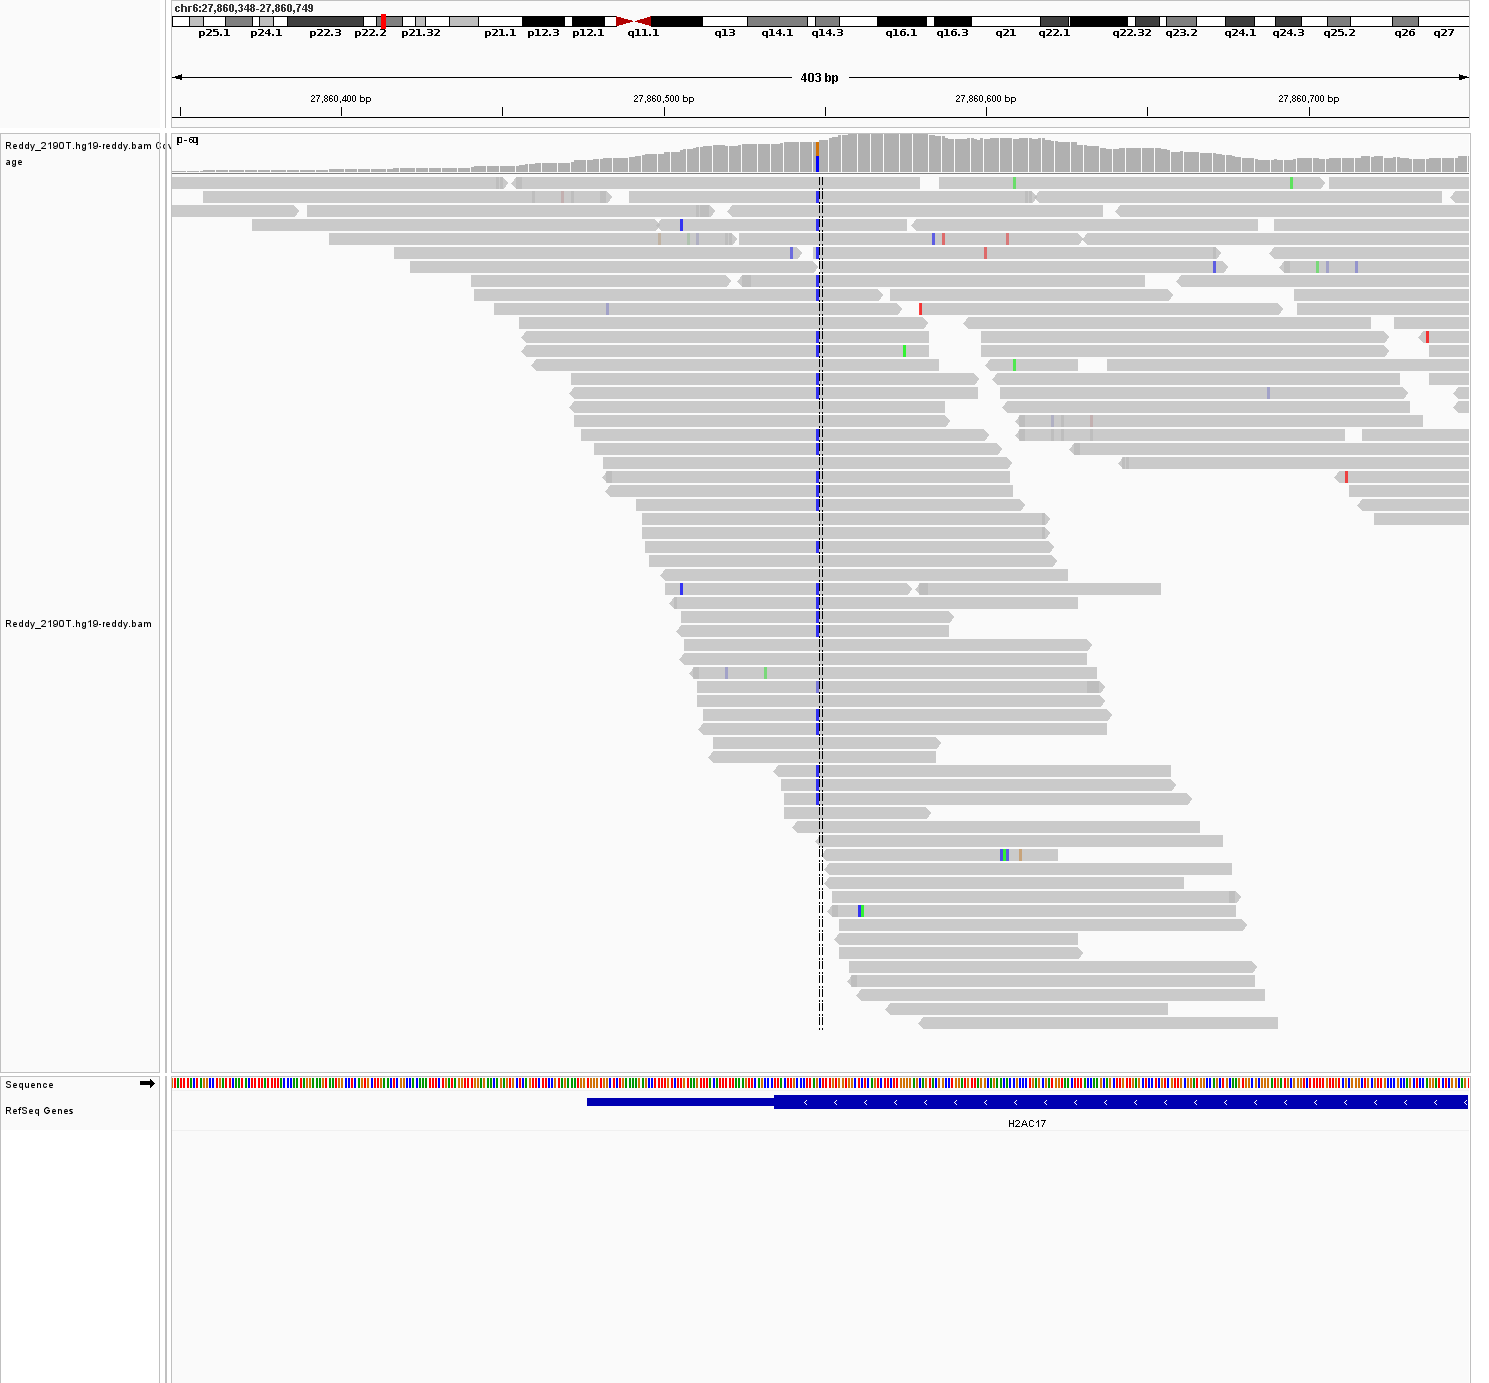 chr6:27,860,348-27,860,749
p25.1 p24.1 p22.3 p22.2 p21.32 p21.1 p12.3 p12.1 q11.1 q13 q14.1 q14.3 q16.1 q16.3 q21 q22.1 q22.32 q23.2 q24.1 q24.3 q25.2 q26 q27
403 bp
27,860,400 bp 27,860,500 bp 27,860,600 bp 27,860,700 bp
Reddy_2190T.hg19-reddy.bam Cov
age
[0 - 60]
Reddy_2190T.hg19-reddy.bam
Sequence
RefSeq Genes
H2AC17